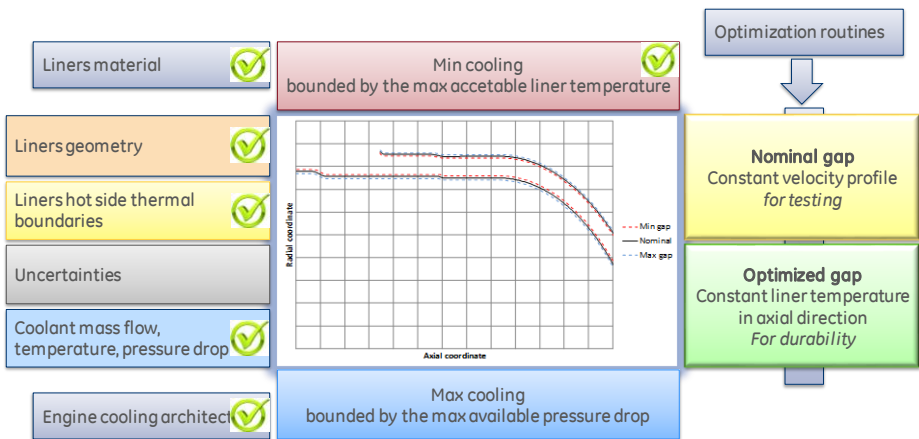 Optimization routines
Liners material
Min cooling
bounded by the max accetable liner temperature
Liners geometry
Liners hot side thermal
boundaries
Uncertainties
Coolant mass flow,
temperature, pressure drop
Engine cooling architect
Radial coordinate
Axial coordinate
Min gap
Nominal
Max gap
Max cooling
bounded by the max available pressure drop
Nominal gap
Constant velocity profile
for testing
Optimized gap
Constant liner temperature
in axial direction
For durability